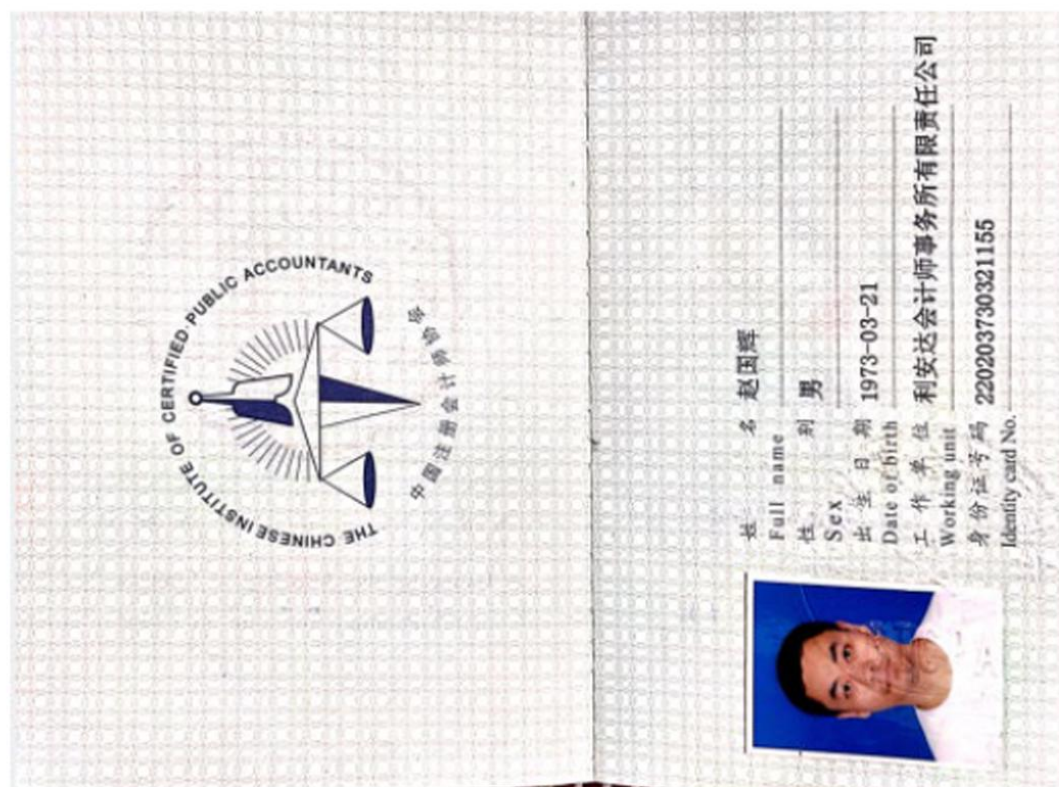 THE CHINESE INSTITUTE OF CERTIFIED PUBLIC ACCOUNTANTS
中国注册会计师协会
姓 名 赵国辉
Full name
性 别 男
Sex
出生日期 1973-03-21
Date of birth
工作单位 利安达会计师事务所有限责任公司
Working unit
身份证号码 220203730321155
Identity card No.